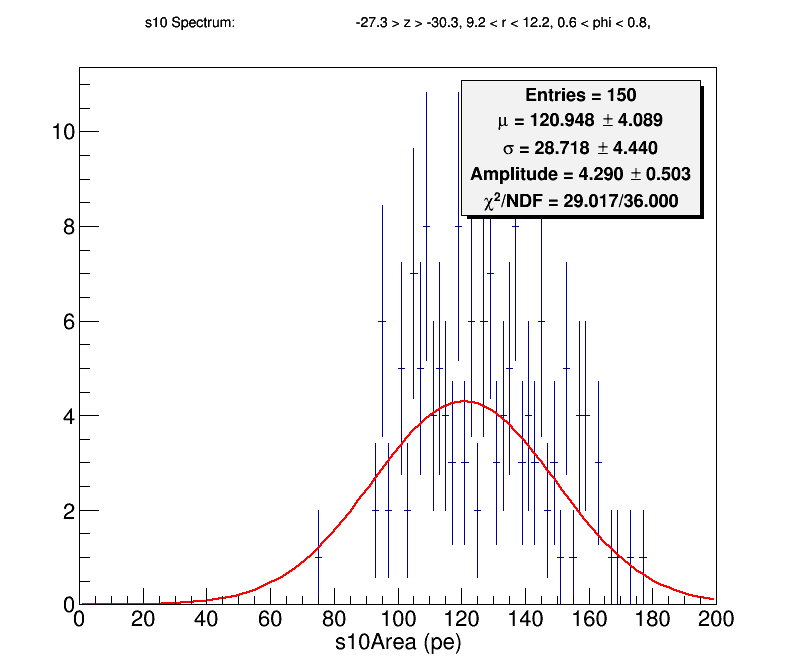 s10 Spectrum: -27.3 > z > -30.3, 9.2 < r < 12.2, 0.6 < phi < 0.8,
Entries = 150
μ = 120.948 ± 4.089
σ = 28.718 ± 4.440
Amplitude = 4.290 ± 0.503
χ²/NDF = 29.017/36.000
10
8
6
4
2
0
0 20 40 60 80 100 120 140 160 180 200
s10Area (pe)